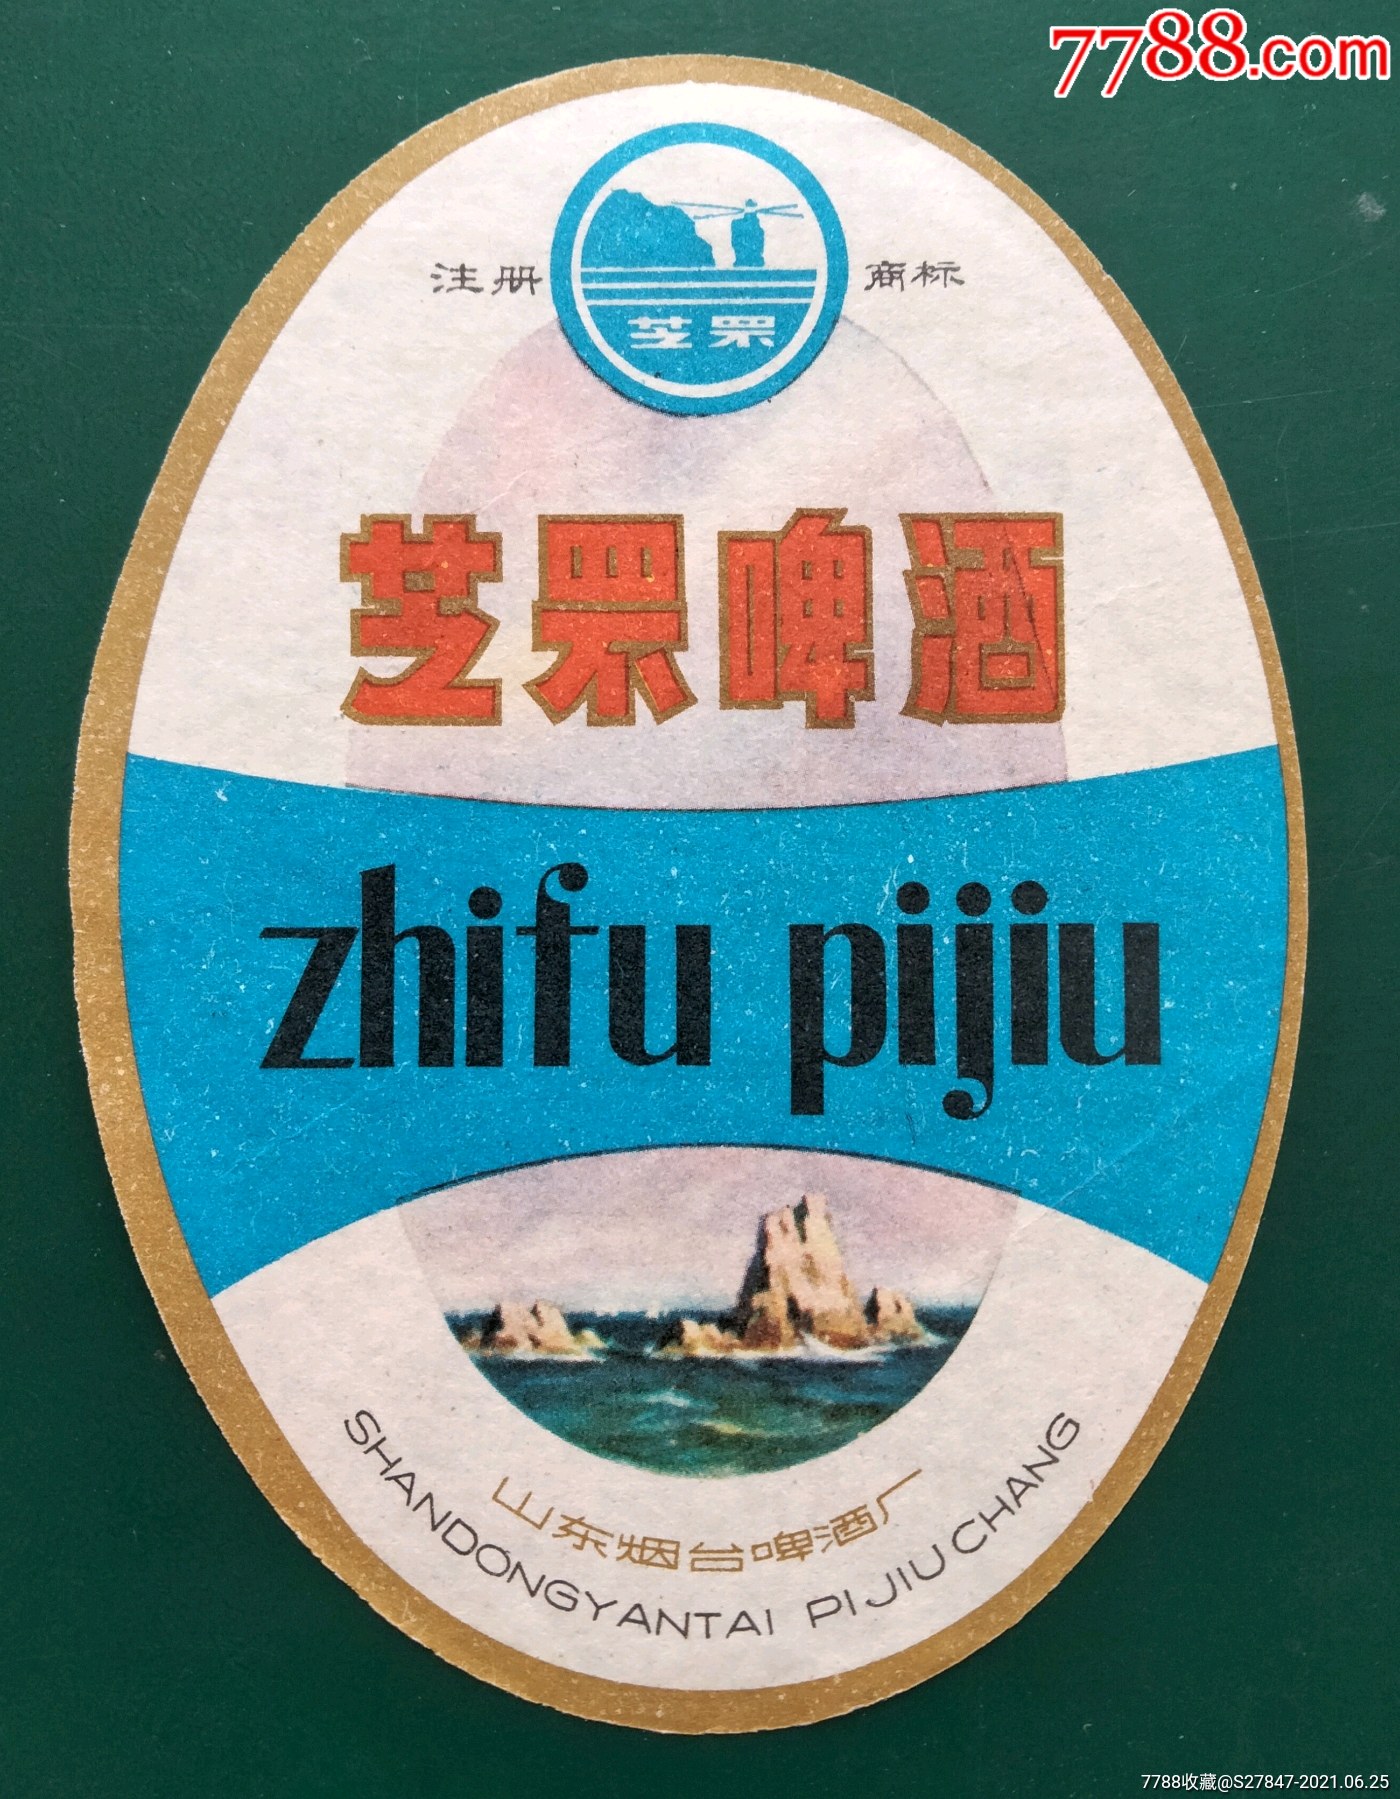 7788.com
注册 商标
芝罘
芝罘啤酒
zhifu pijiu
山东烟台啤酒厂
SHANDONGYANTAI PIJIUCHANG
7788收藏@S27847-2021.06.25